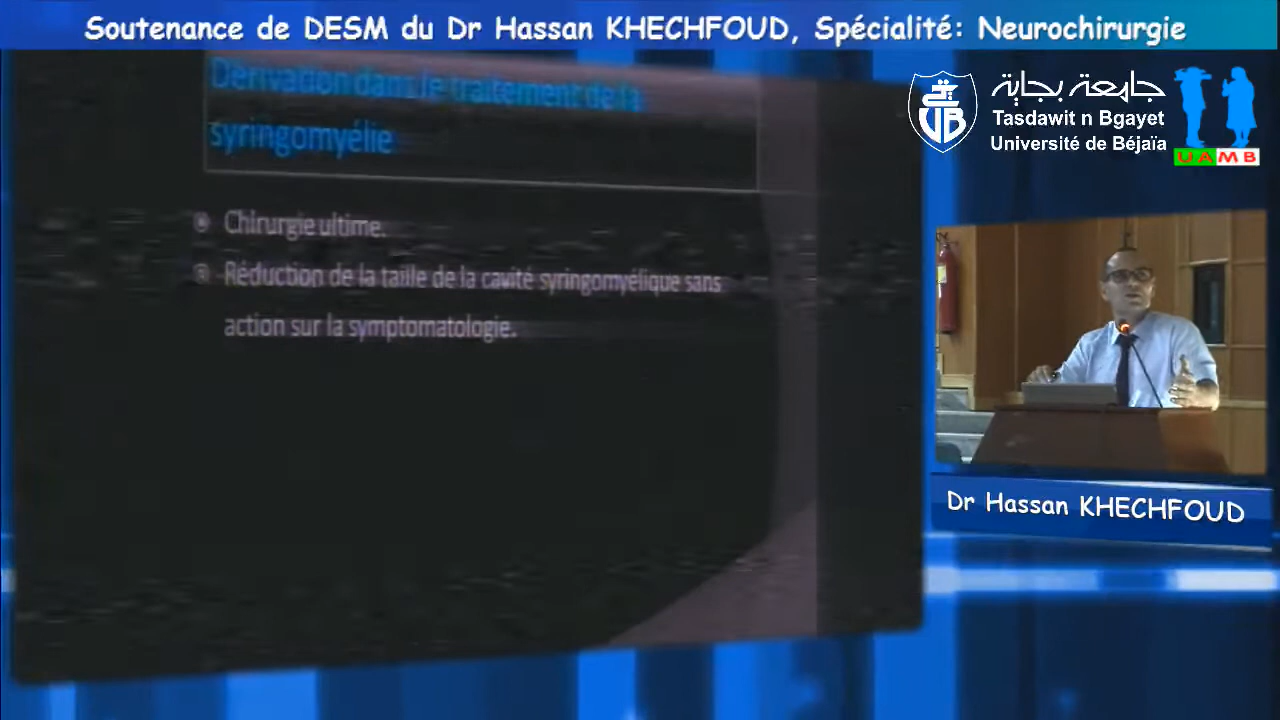 Soutenance de DESM du Dr Hassan KHECHFOUD, Spécialité: Neurochirurgie
Dérivation dans le traitement de la
syringomyélie
Chirurgie ultime.
Réduction de la taille de la cavité syringomyélique sans
action sur la symptomatologie.
UB
جامعة بجاية
Tasdawit n Bgayet
Université de Béjaïa
UAMB
Dr Hassan KHECHFOUD